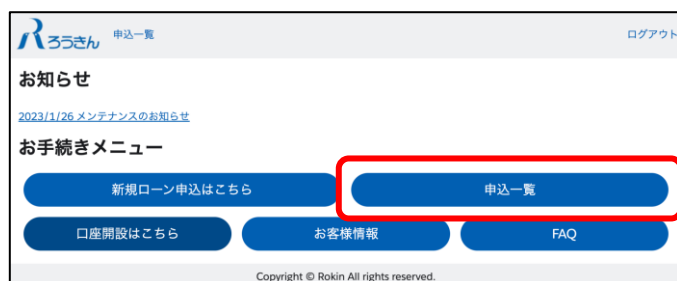 ろうきん 申込一覧 ログアウト
お知らせ
2023/1/26 メンテナンスのお知らせ
お手続きメニュー
新規ローン申込はこちら 申込一覧
口座開設はこちら お客様情報 FAQ
Copyright © Rokin All rights reserved.